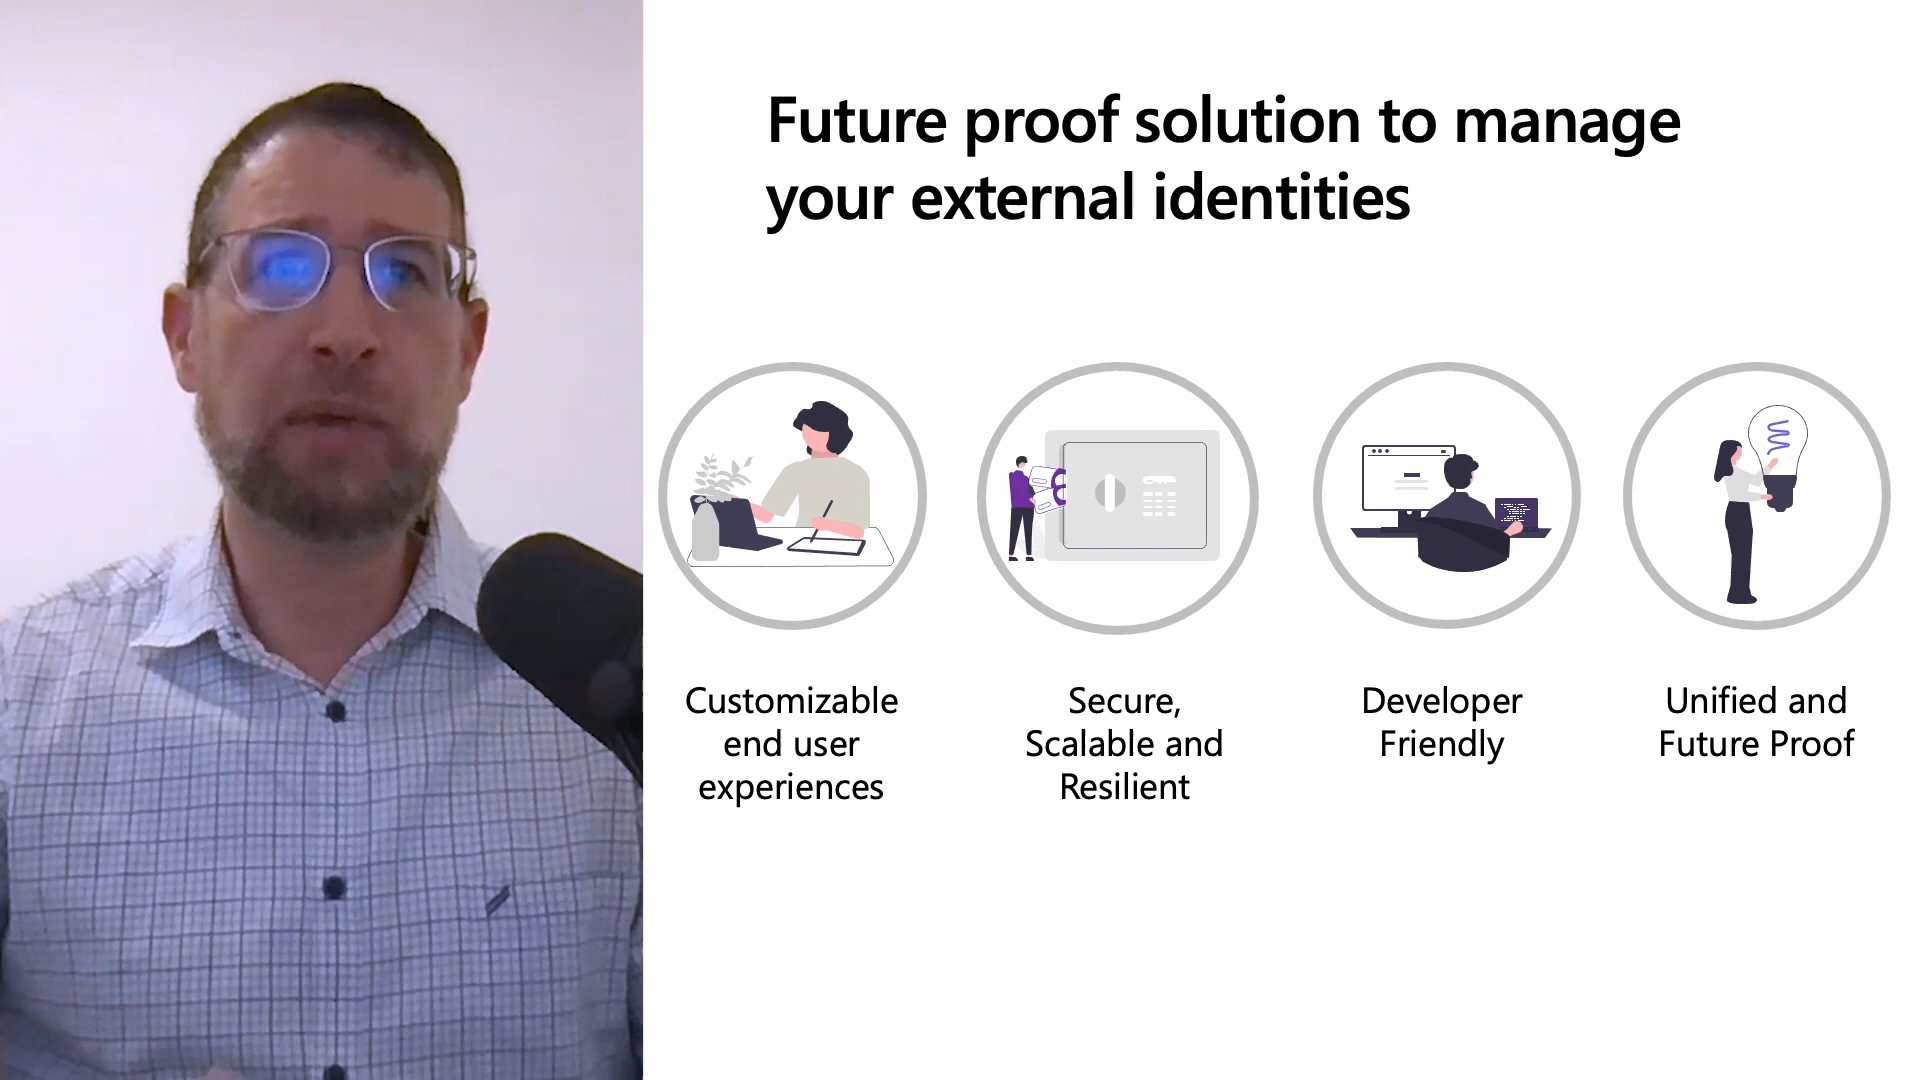 Future proof solution to manage
your external identities
Customizable
end user
experiences
Secure,
Scalable and
Resilient
Developer
Friendly
Unified and
Future Proof